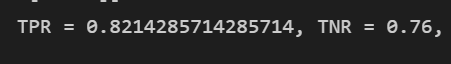 TPR = 0.8214285714285714, TNR = 0.76,